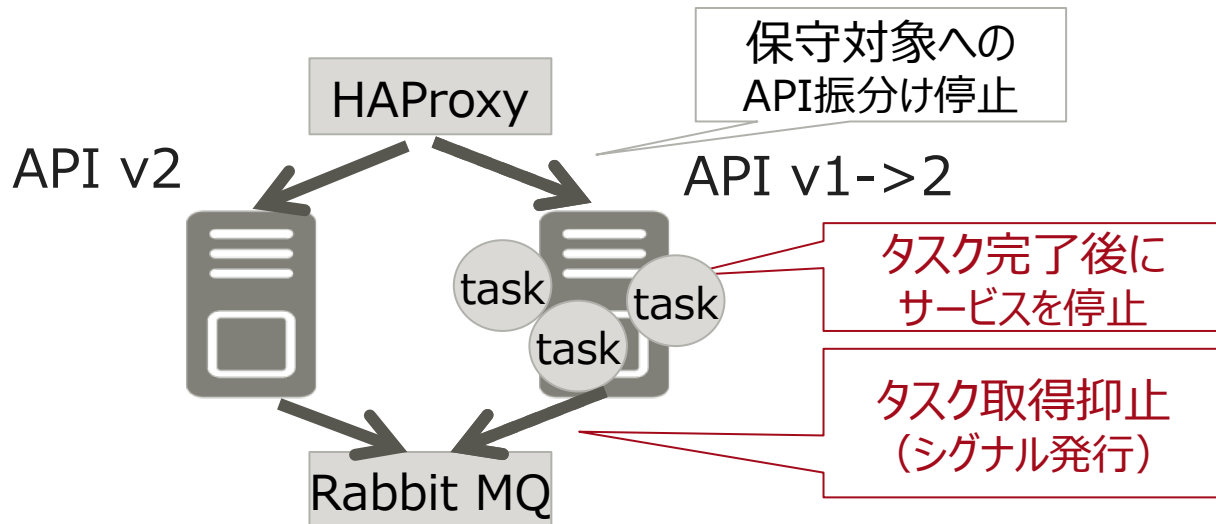 保守対象への
API振分け停止
HAProxy
API v2
API v1->2
タスク完了後に
サービスを停止
task
task
task
タスク取得抑止
（シグナル発行）
Rabbit MQ